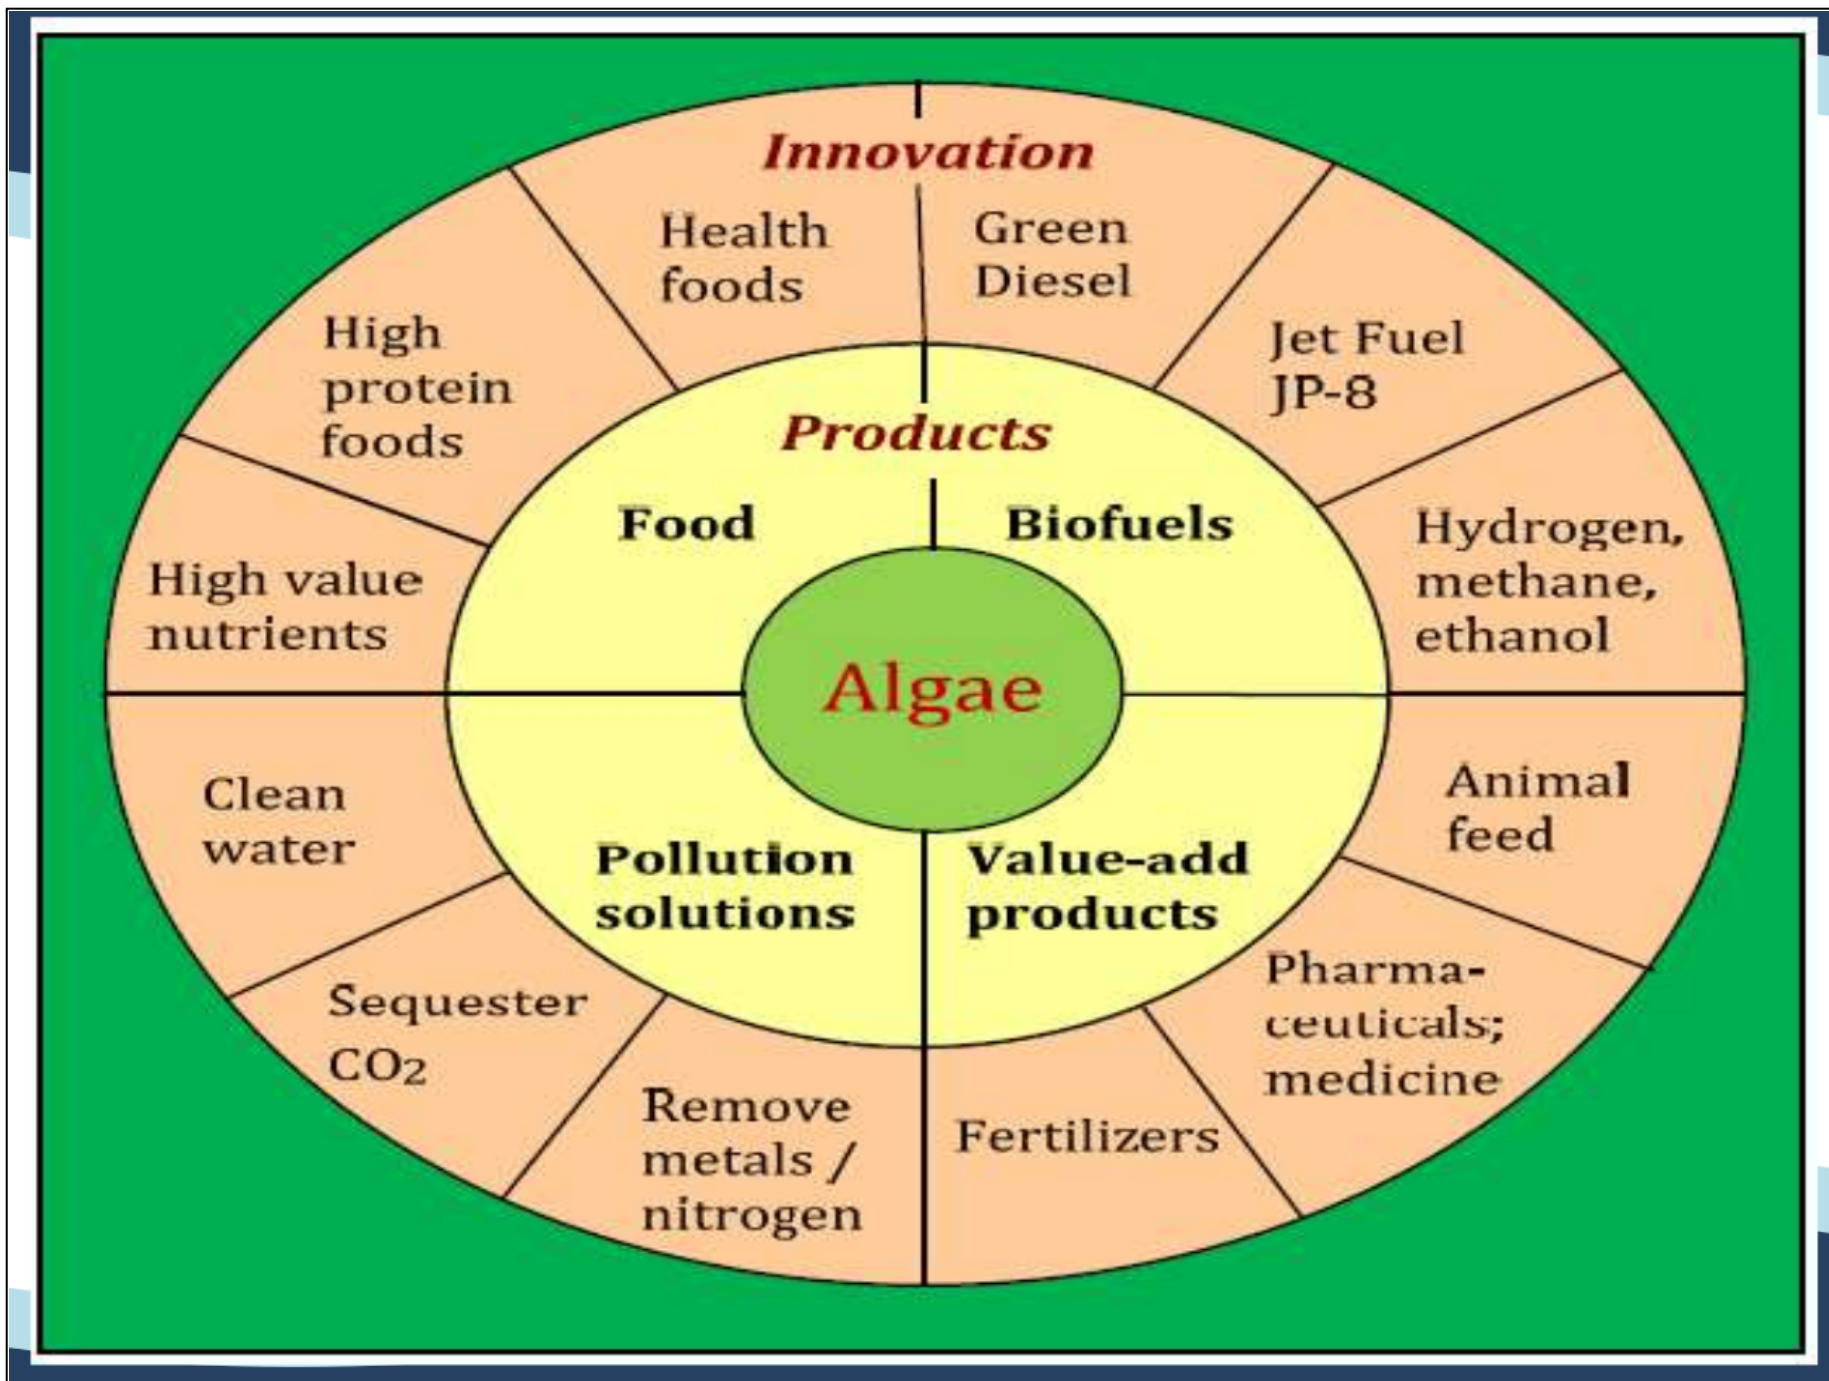 Innovation
Health
foods
Green
Diesel
High
protein
foods
Jet Fuel
JP-8
Products
Food
Biofuels
High value
nutrients
Hydrogen,
methane,
ethanol
Algae
Clean
water
Animal
feed
Pollution
solutions
Value-add
products
Sequester
CO2
Pharma-
ceuticals;
medicine
Remove
metals /
nitrogen
Fertilizers